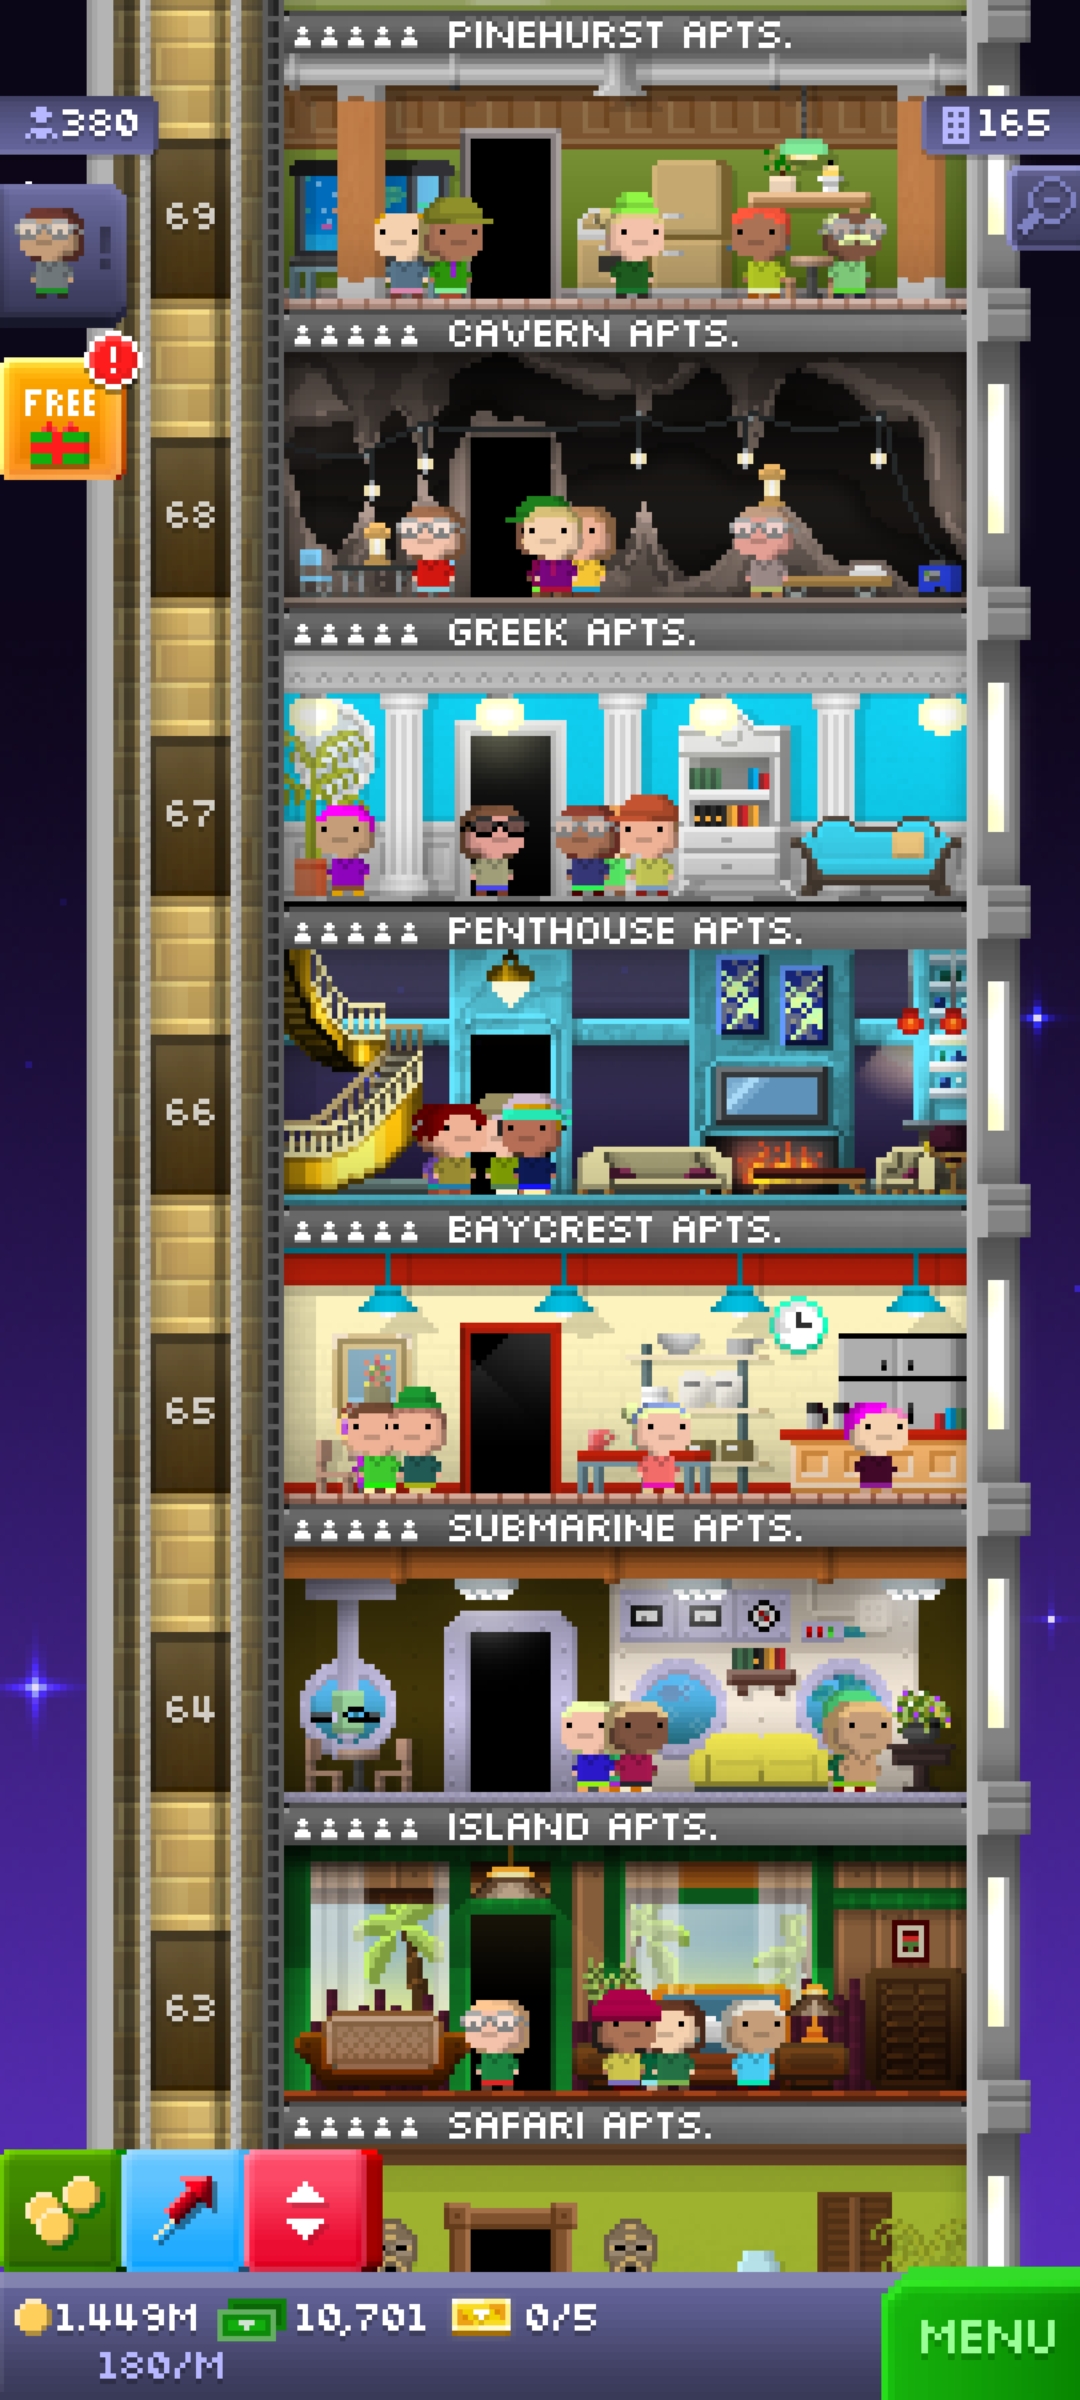 PINEHURST APTS.
380
165
69
!
CAVERN APTS.
!
FREE
68
GREEK APTS.
67
PENTHOUSE APTS.
66
BAYCREST APTS.
65
SUBMARINE APTS.
64
ISLAND APTS.
63
SAFARI APTS.
1.449M 10,701 0/5
180/M
MENU